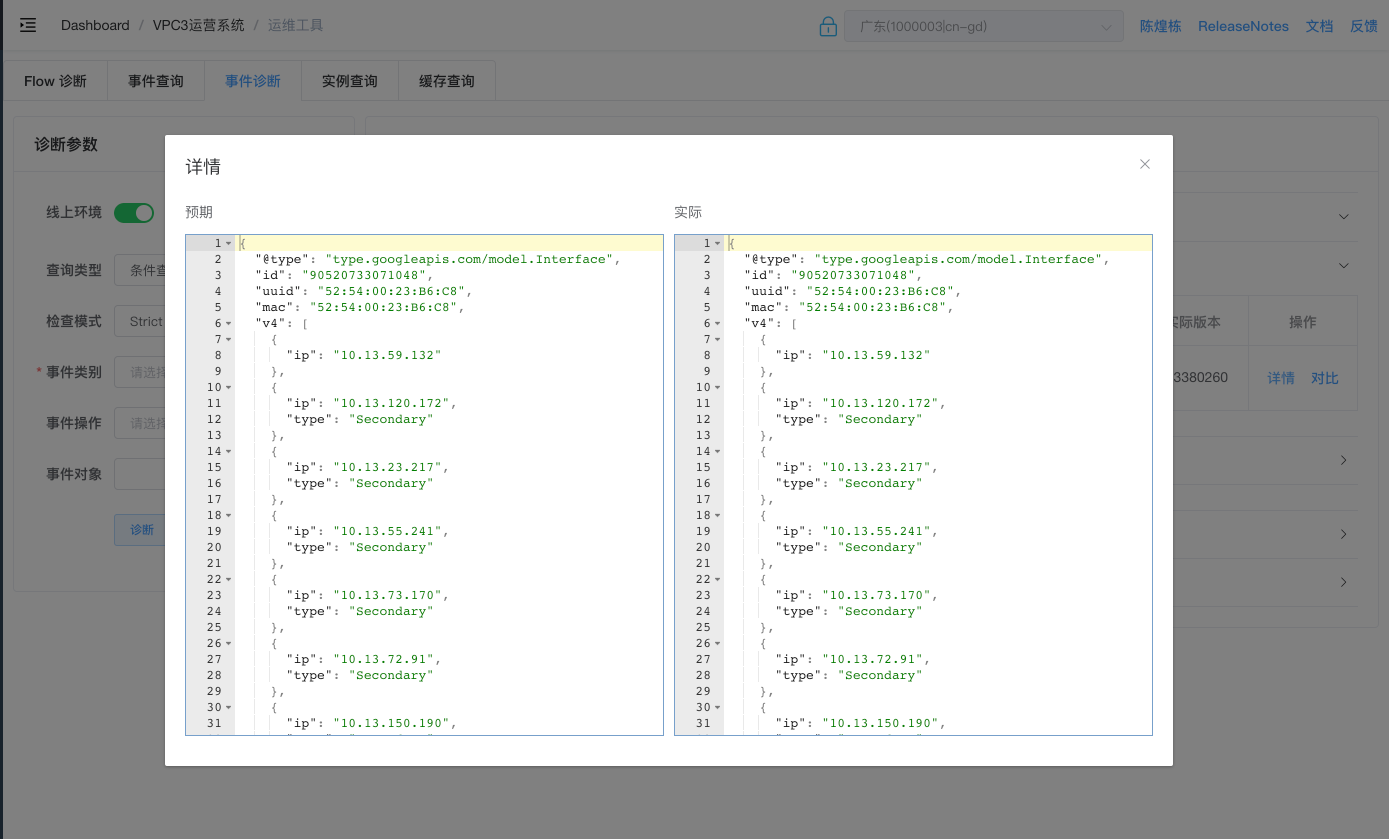 Dashboard / VPC3运营系统 / 运维工具
广东(1000003|cn-gd)
陈煌栋 ReleaseNotes 文档 反馈
Flow 诊断 事件查询 事件诊断 实例查询 缓存查询
诊断参数
线上环境
查询类型 条件查
检查模式 Strict
* 事件类别 请选择
事件操作 请选择
事件对象
诊断
实际版本 操作
3380260 详情 对比
详情
预期
1 {
2 "@type": "type.googleapis.com/model.Interface",
3 "id": "90520733071048",
4 "uuid": "52:54:00:23:B6:C8",
5 "mac": "52:54:00:23:B6:C8",
6 "v4": [
7 {
8 "ip": "10.13.59.132"
9 },
10 {
11 "ip": "10.13.120.172",
12 "type": "Secondary"
13 },
14 {
15 "ip": "10.13.23.217",
16 "type": "Secondary"
17 },
18 {
19 "ip": "10.13.55.241",
20 "type": "Secondary"
21 },
22 {
23 "ip": "10.13.73.170",
24 "type": "Secondary"
25 },
26 {
27 "ip": "10.13.72.91",
28 "type": "Secondary"
29 },
30 {
31 "ip": "10.13.150.190",
实际
1 {
2 "@type": "type.googleapis.com/model.Interface",
3 "id": "90520733071048",
4 "uuid": "52:54:00:23:B6:C8",
5 "mac": "52:54:00:23:B6:C8",
6 "v4": [
7 {
8 "ip": "10.13.59.132"
9 },
10 {
11 "ip": "10.13.120.172",
12 "type": "Secondary"
13 },
14 {
15 "ip": "10.13.23.217",
16 "type": "Secondary"
17 },
18 {
19 "ip": "10.13.55.241",
20 "type": "Secondary"
21 },
22 {
23 "ip": "10.13.73.170",
24 "type": "Secondary"
25 },
26 {
27 "ip": "10.13.72.91",
28 "type": "Secondary"
29 },
30 {
31 "ip": "10.13.150.190",